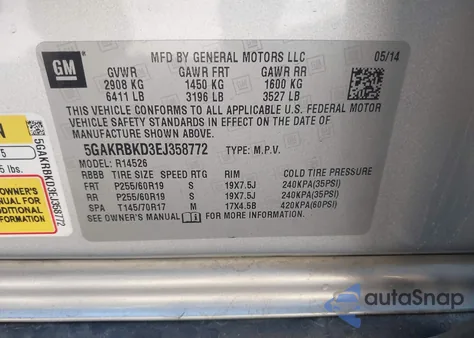 GM
MFD BY GENERAL MOTORS LLC 05/14
GVWR GAWR FRT GAWR RR
2908 KG 1450 KG 1600 KG
6411 LB 3196 LB 3527 LB
THIS VEHICLE CONFORMS TO ALL APPLICABLE U.S. FEDERAL MOTOR
VEHICLE SAFETY STANDARDS IN EFFECT ON THE DATE OF
MANUFACTURE SHOWN ABOVE.
5GAKRBKD3EJ358772 TYPE: M.P.V.
MODEL: R14526
RBBB TIRE SIZE SPEED RTG RIM COLD TIRE PRESSURE
FRT P255/60R19 S 19X7.5J 240KPA(35PSI)
RR P255/60R19 S 19X7.5J 240KPA(35PSI)
SPA T145/70R17 M 17X4.5B 420KPA(60PSI)
5 lbs.
OWNER'S
MANUAL FOR
ADDITIONAL
INFORMATION
5GAKRBKD3EJ358772
autoSnap